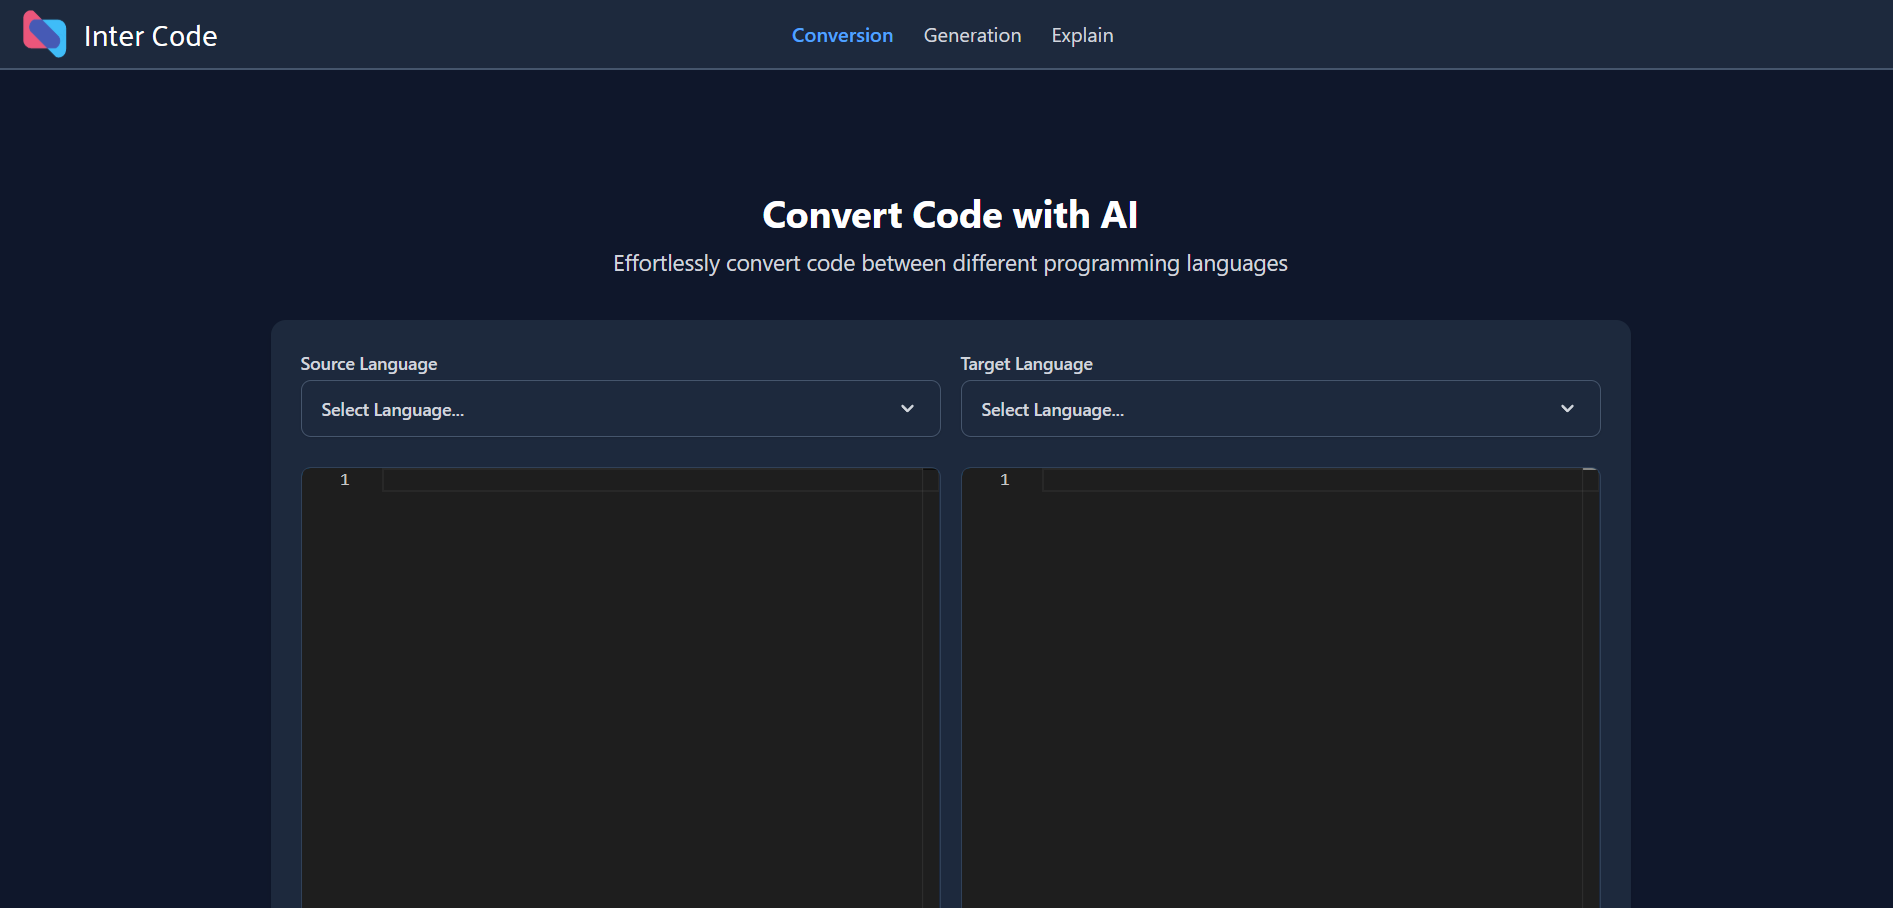 Inter Code
Conversion Generation Explain
Convert Code with AI
Effortlessly convert code between different programming languages
Source Language
Target Language
Select Language...
Select Language...
1
1